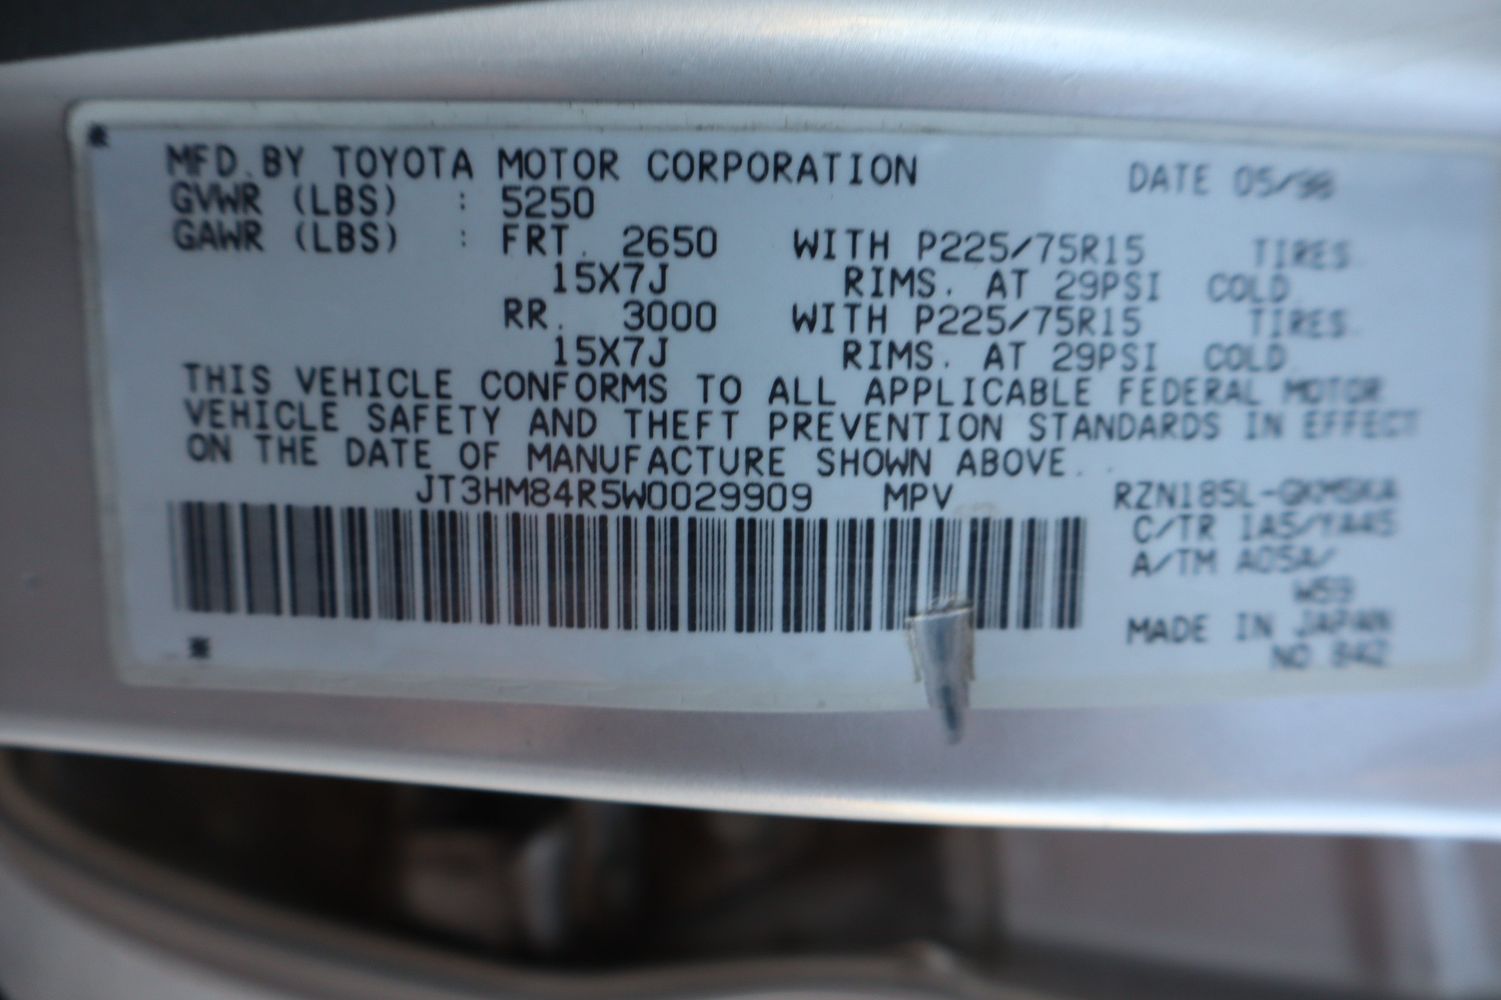 MFD. BY TOYOTA MOTOR CORPORATION DATE 05/98
GVWR (LBS) : 5250
GAWR (LBS) : FRT. 2650 WITH P225/75R15 TIRES.
15X7J RIMS. AT 29PSI COLD.
RR. 3000 WITH P225/75R15 TIRES.
15X7J RIMS. AT 29PSI COLD.
THIS VEHICLE CONFORMS TO ALL APPLICABLE FEDERAL MOTOR
VEHICLE SAFETY AND THEFT PREVENTION STANDARDS IN EFFECT
ON THE DATE OF MANUFACTURE SHOWN ABOVE.
JT3HM84R5W0029909 MPV RZN185L-GKMSKA
C/TR 1A5/YA45
A/TM A05A/
W59
MADE IN JAPAN
NO.842